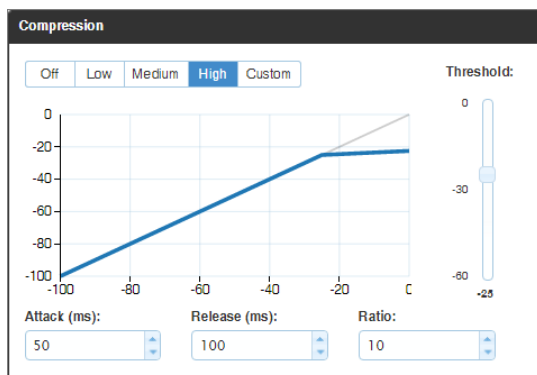 Compression
Off Low Medium High Custom
Threshold:
0
-20
-40
-60
-80
-100
-100 -80 -60 -40 -20 0
0
-30
-60
-25
Attack (ms): Release (ms): Ratio:
50 100 10